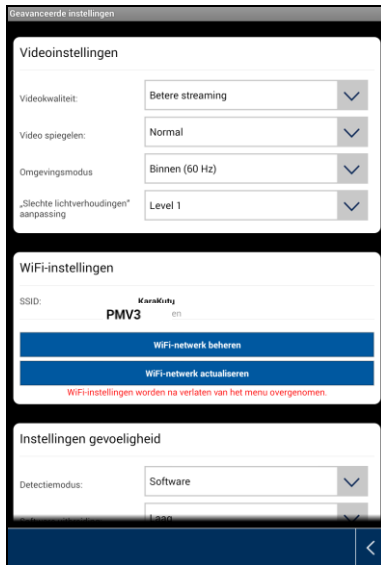 Geavanceerde instellingen
Videoinstellingen
Videokwaliteit: Betere streaming
Video spiegelen: Normal
Omgevingsmodus Binnen (60 Hz)
„Slechte lichtverhoudingen" aanpassing Level 1
WiFi-instellingen
SSID: KaraKutu
PMV3 en
WiFi-netwerk beheren
WiFi-netwerk actualiseren
WiFi-instellingen worden na verlaten van het menu overgenomen.
Instellingen gevoeligheid
Detectiemodus: Software
Laag